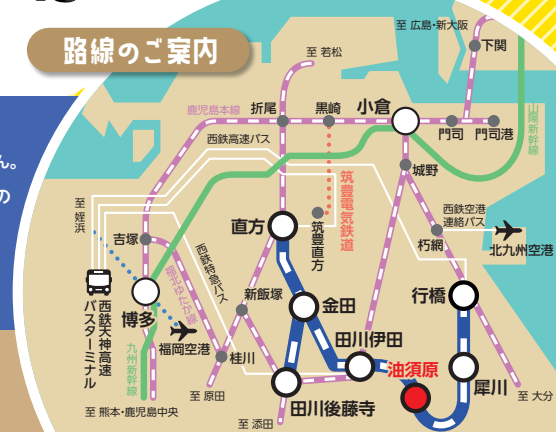 路線のご案内
ん。
の
至 広島・新大阪
至 若松
下関
鹿児島本線
折尾
黒崎
小倉
門司
門司港
山陽新幹線
西鉄高速バス
城野
筑豊電気鉄道
至 姪浜
吉塚
直方
筑豊直方
西鉄空港
連絡バス
朽網
北九州空港
西鉄特急バス
福北ゆたか線
新飯塚
金田
行橋
西鉄天神高速
バスターミナル
博多
福岡空港
田川伊田
油須原
九州新幹線
桂川
犀川
至 原田
田川後藤寺
至 大分
至 熊本・鹿児島中央
至 添田